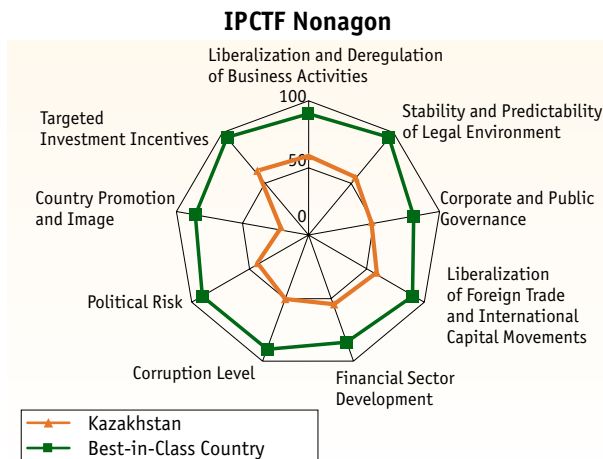 IPCTF Nonagon
Liberalization and Deregulation
of Business Activities
100
Stability and Predictability
of Legal Environment
Targeted
Investment Incentives
50
Country Promotion
and Image
0
Corporate and Public
Governance
Liberalization
of Foreign Trade
and International
Capital Movements
Political Risk
Corruption Level
Financial Sector
Development
Kazakhstan
Best-in-Class Country